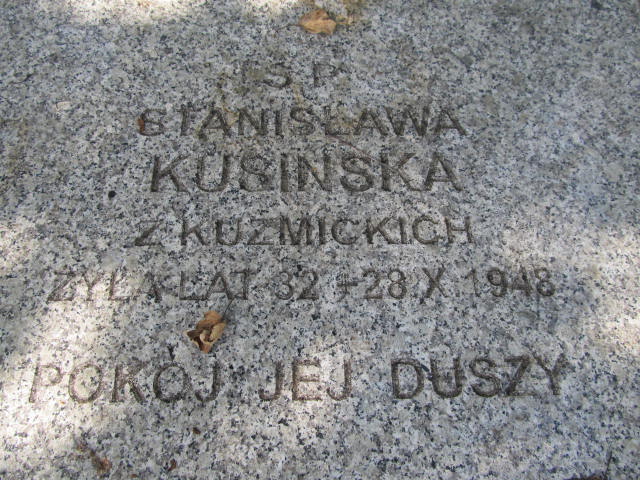 Ś P
STANISŁAWA
KUSIŃSKA
Z KUŹMICKICH
ŻYŁA LAT 32 +28 X 1948
POKÓJ JEJ DUSZY